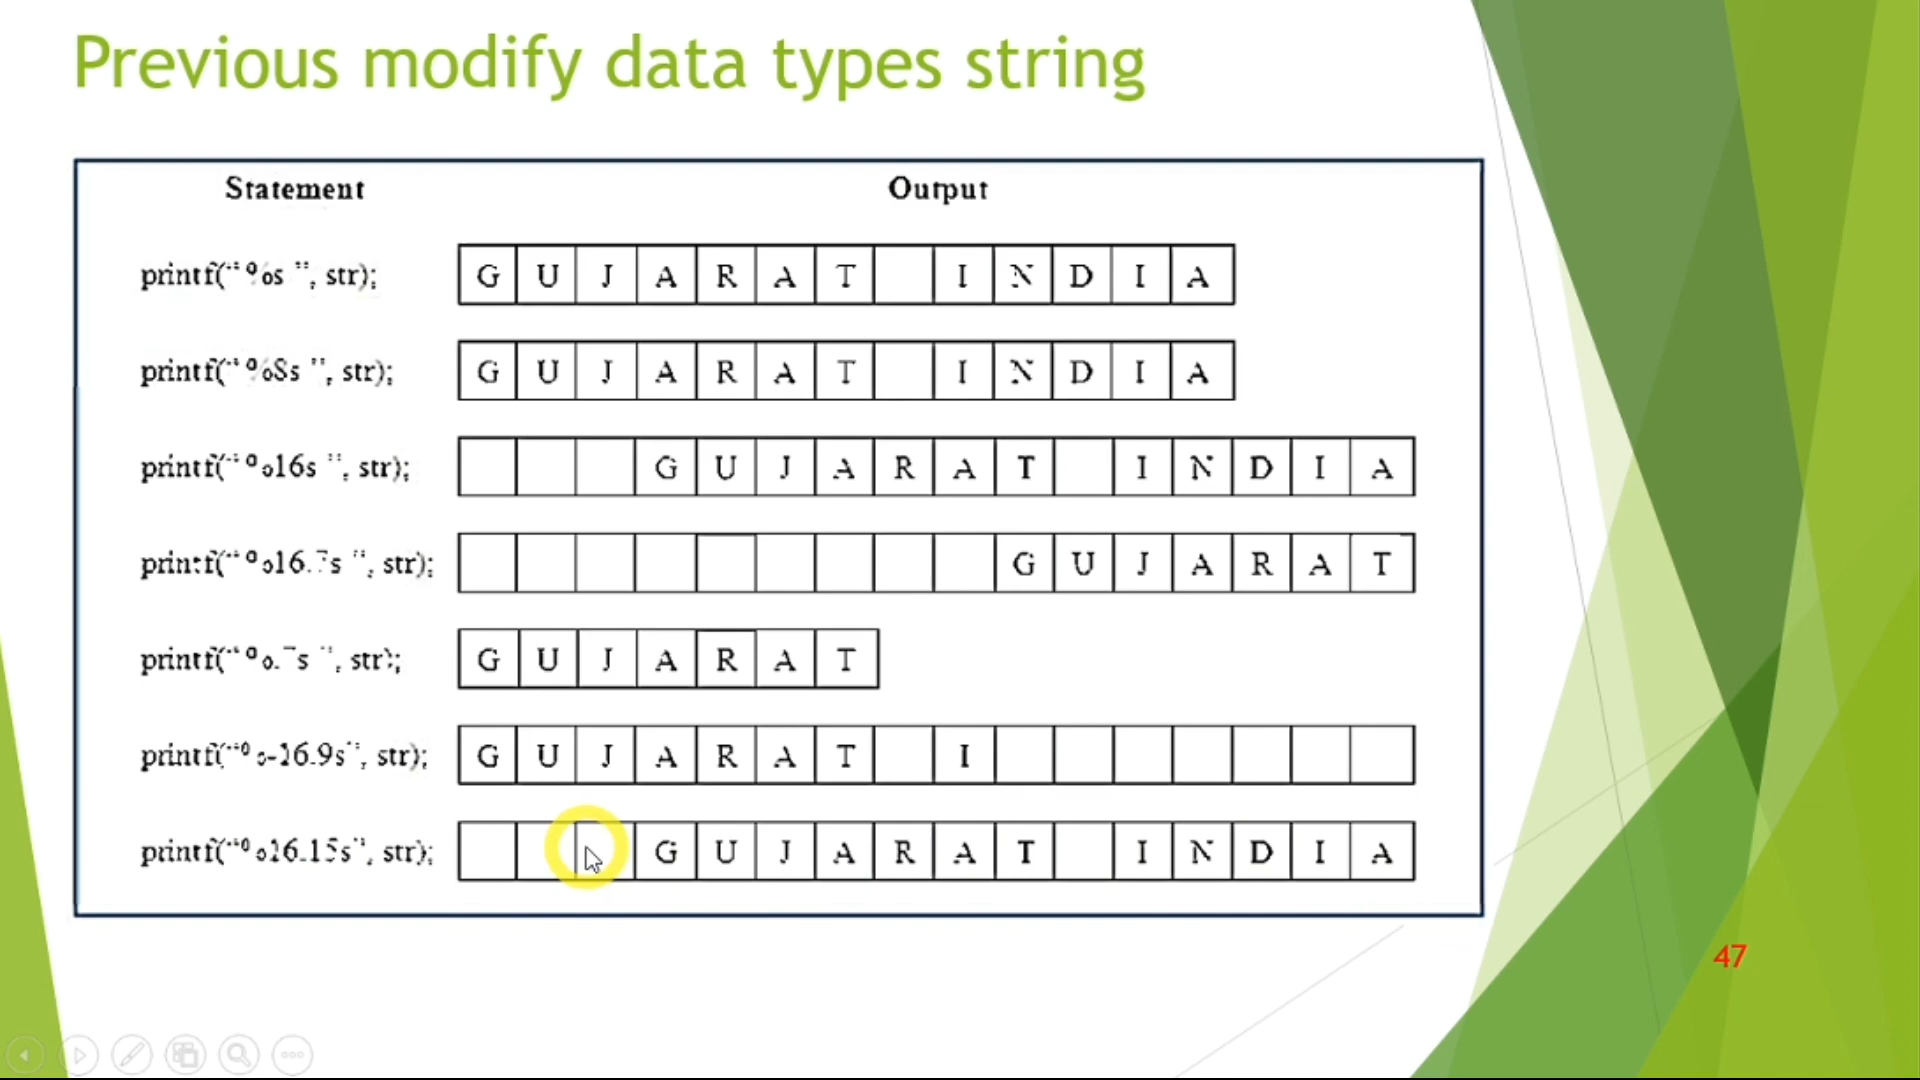 Previous modify data types string
Statement Output
printf(" %s ", str); G U J A R A T I N D I A
printf(" %8s ", str); G U J A R A T I N D I A
printf(" %16s ", str); G U J A R A T I N D I A
printf(" %16.7s ", str); G U J A R A T
printf(" %.7s ", str); G U J A R A T
printf("%-16.9s", str); G U J A R A T I
printf("%16.15s", str); G U J A R A T I N D I A
47